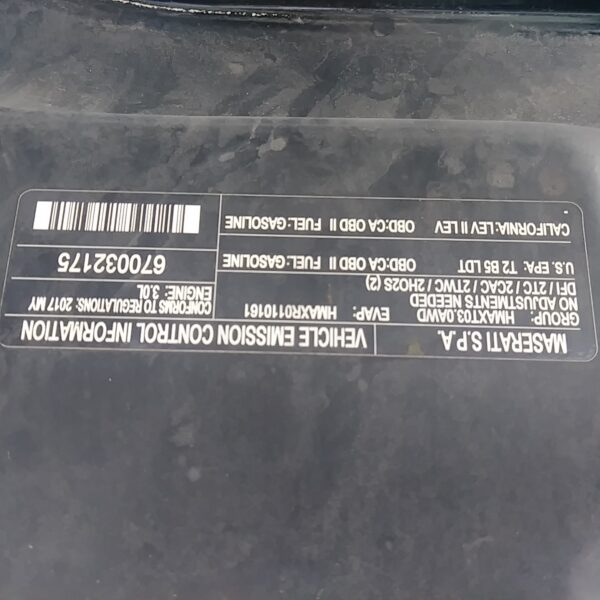 MASERATI S.P.A. VEHICLE EMISSION CONTROL INFORMATION
GROUP: HMAXT03.0AWD EVAP: HMAXR0110161 CONFORMS TO REGULATIONS: 2017 MY
NO ADJUSTMENTS NEEDED ENGINE: 3.0L
DFI / 2TC / 2CAC / 2TWC / 2HO2S (2)
U.S. EPA: T2 B5 LDT OBD:CA OBD II FUEL:GASOLINE 670032175
CALIFORNIA: LEV II LEV OBD:CA OBD II FUEL:GASOLINE